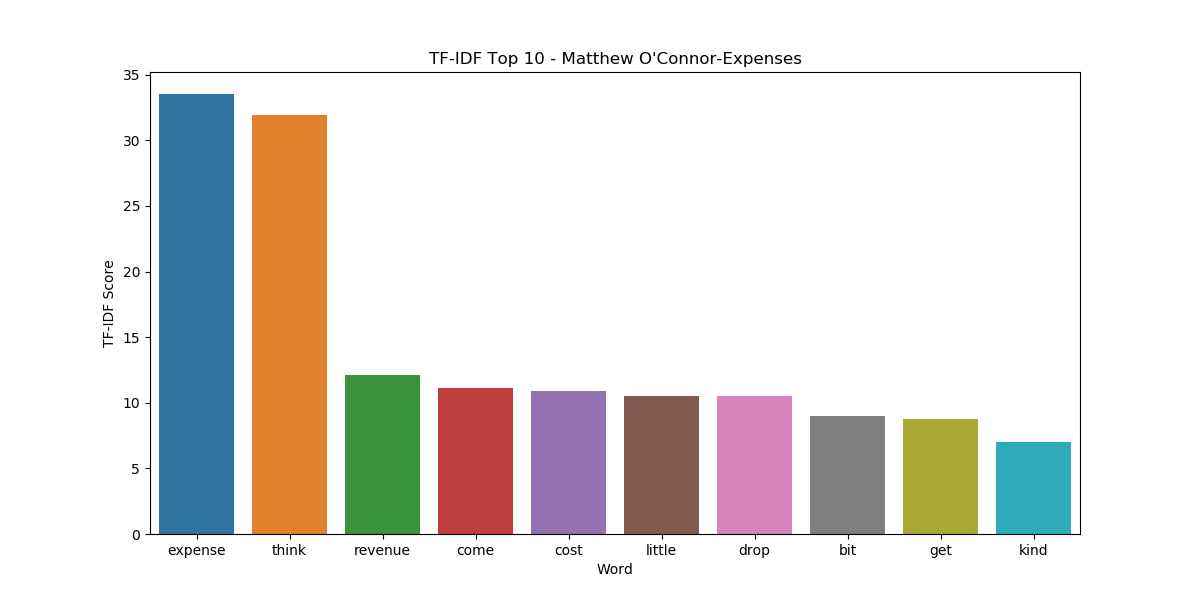 TF-IDF Top 10 - Matthew O'Connor-Expenses
35
30
25
20
15
10
5
0
TF-IDF Score
expense think revenue come cost little drop bit get kind
Word